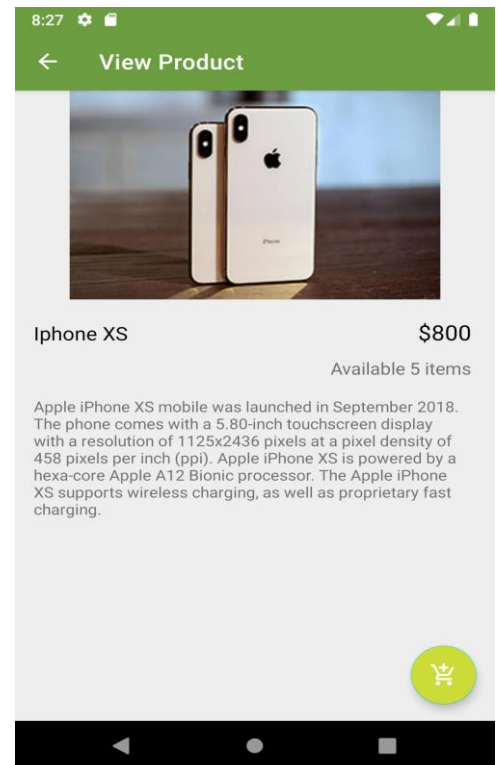 8:27
View Product
iPhone
Iphone XS
$800
Available 5 items
Apple iPhone XS mobile was launched in September 2018.
The phone comes with a 5.80-inch touchscreen display
with a resolution of 1125x2436 pixels at a pixel density of
458 pixels per inch (ppi). Apple iPhone XS is powered by a
hexa-core Apple A12 Bionic processor. The Apple iPhone
XS supports wireless charging, as well as proprietary fast
charging.